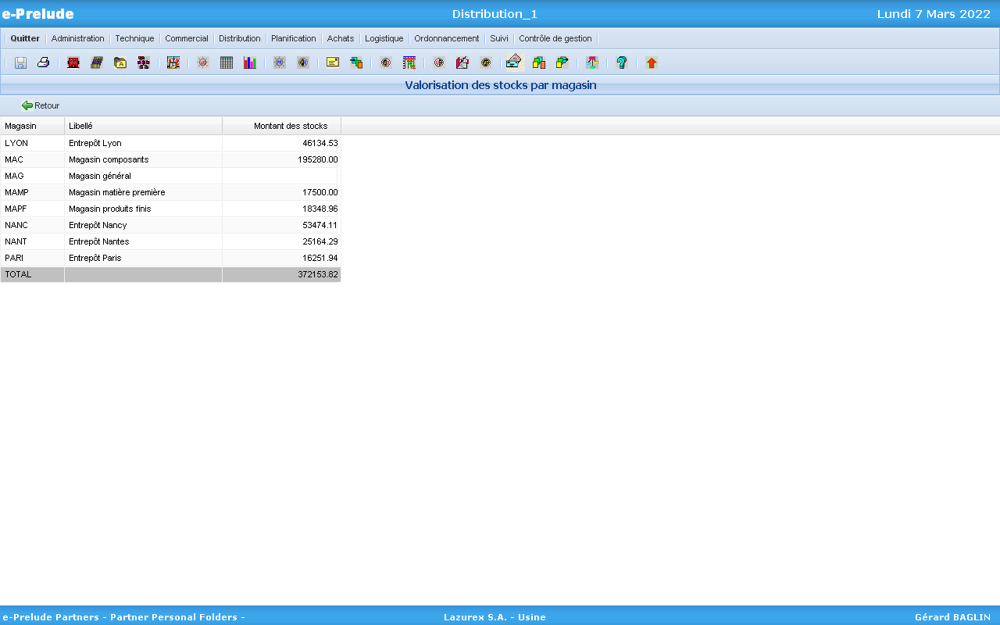 e-Prelude Distribution_1 Lundi 7 Mars 2022
Quitter Administration Technique Commercial Distribution Planification Achats Logistique Ordonnancement Suivi Contrôle de gestion
Valorisation des stocks par magasin
Retour
Magasin Libellé Montant des stocks
LYON Entrepôt Lyon 46134.53
MAC Magasin composants 195280.00
MAG Magasin général
MAMP Magasin matière première 17500.00
MAPF Magasin produits finis 18348.96
NANC Entrepôt Nancy 53474.11
NANT Entrepôt Nantes 25164.29
PARI Entrepôt Paris 16251.94
TOTAL 372153.82
e-Prelude Partners - Partner Personal Folders - Lazurex S.A. - Usine Gérard BAGLIN